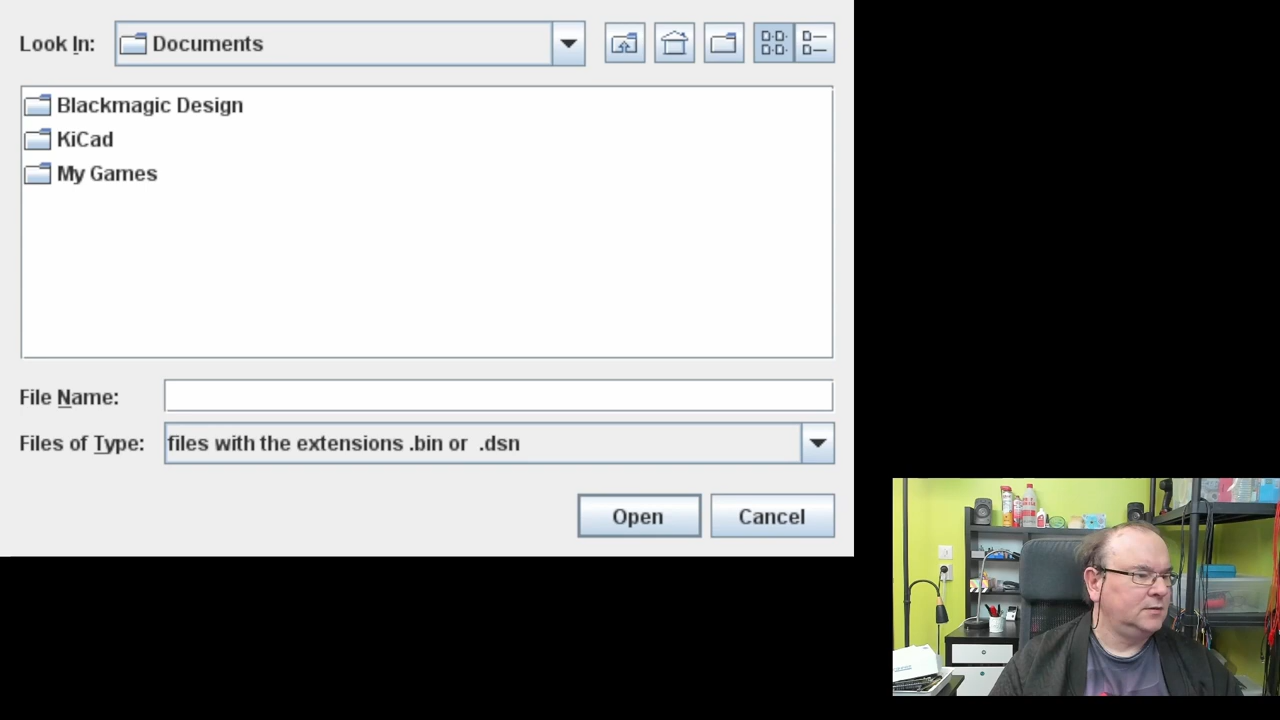 Look In: Documents
Blackmagic Design
KiCad
My Games
File Name:
Files of Type: files with the extensions .bin or .dsn
Open Cancel